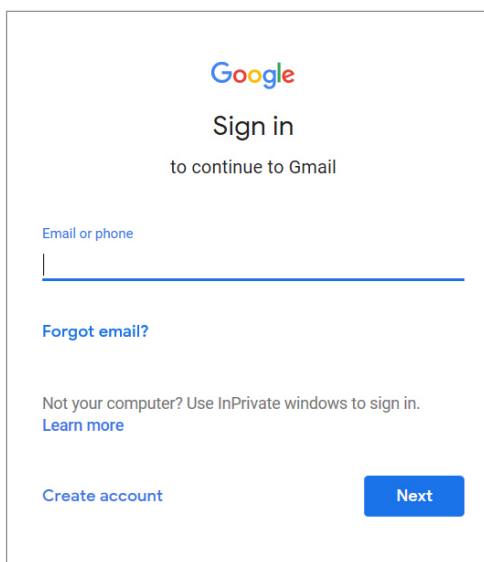 Google
Sign in
to continue to Gmail
Email or phone
Forgot email?
Not your computer? Use InPrivate windows to sign in.
Learn more
Create account
Next